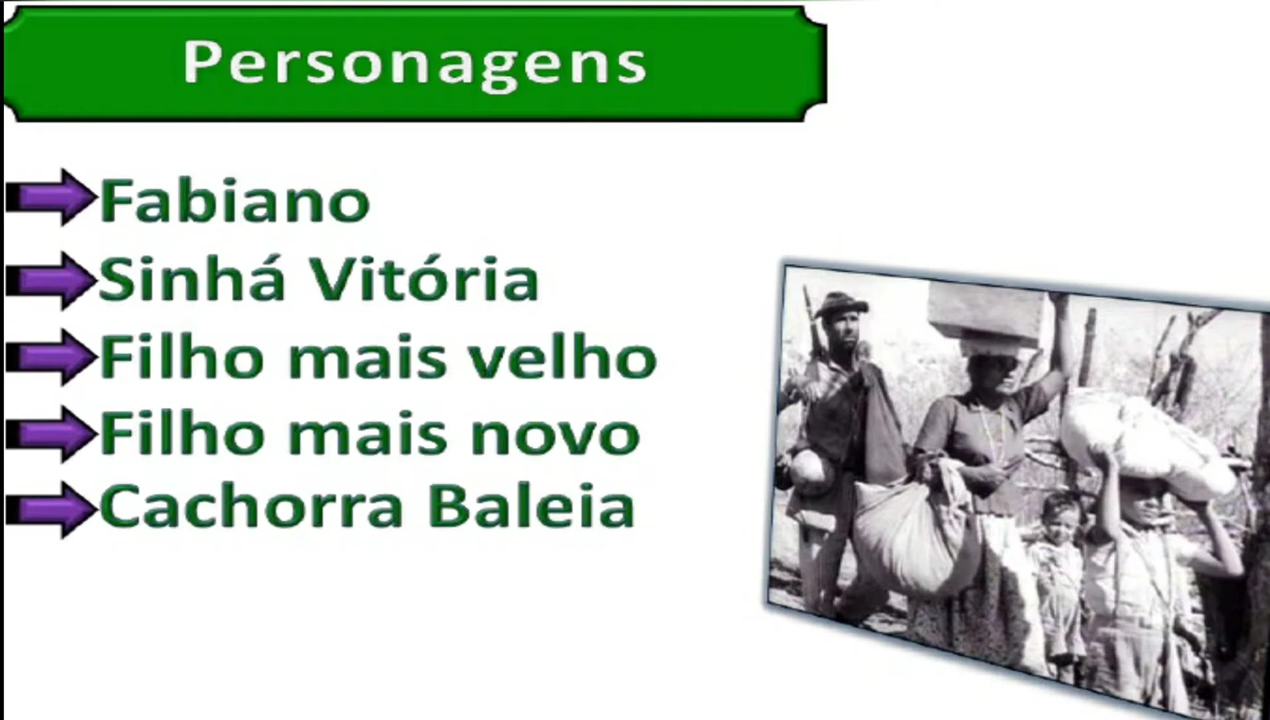 Personagens
Fabiano
Sinhá Vitória
Filho mais velho
Filho mais novo
Cachorra Baleia